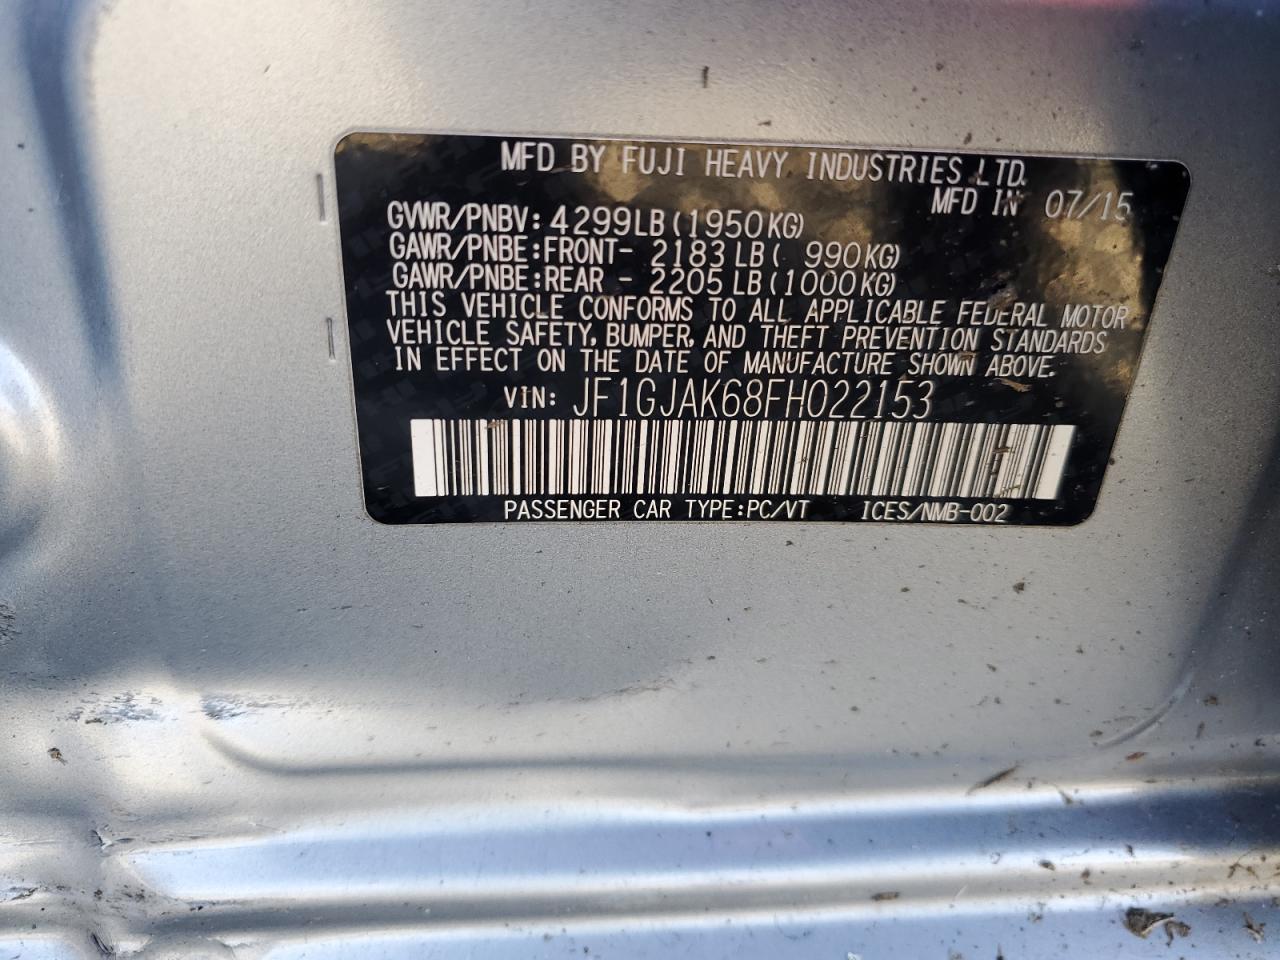 MFD BY FUJI HEAVY INDUSTRIES LTD.
MFD IN 07/15
GVWR/PNBV: 4299LB (1950KG)
GAWR/PNBE:FRONT- 2183LB( 990KG)
GAWR/PNBE:REAR - 2205LB(1000KG)
THIS VEHICLE CONFORMS TO ALL APPLICABLE FEDERAL MOTOR
VEHICLE SAFETY, BUMPER, AND THEFT PREVENTION STANDARDS
IN EFFECT ON THE DATE OF MANUFACTURE SHOWN ABOVE.
VIN: JF1GJAK68FH022153
PASSENGER CAR TYPE:PC/VT ICES/NMB-002